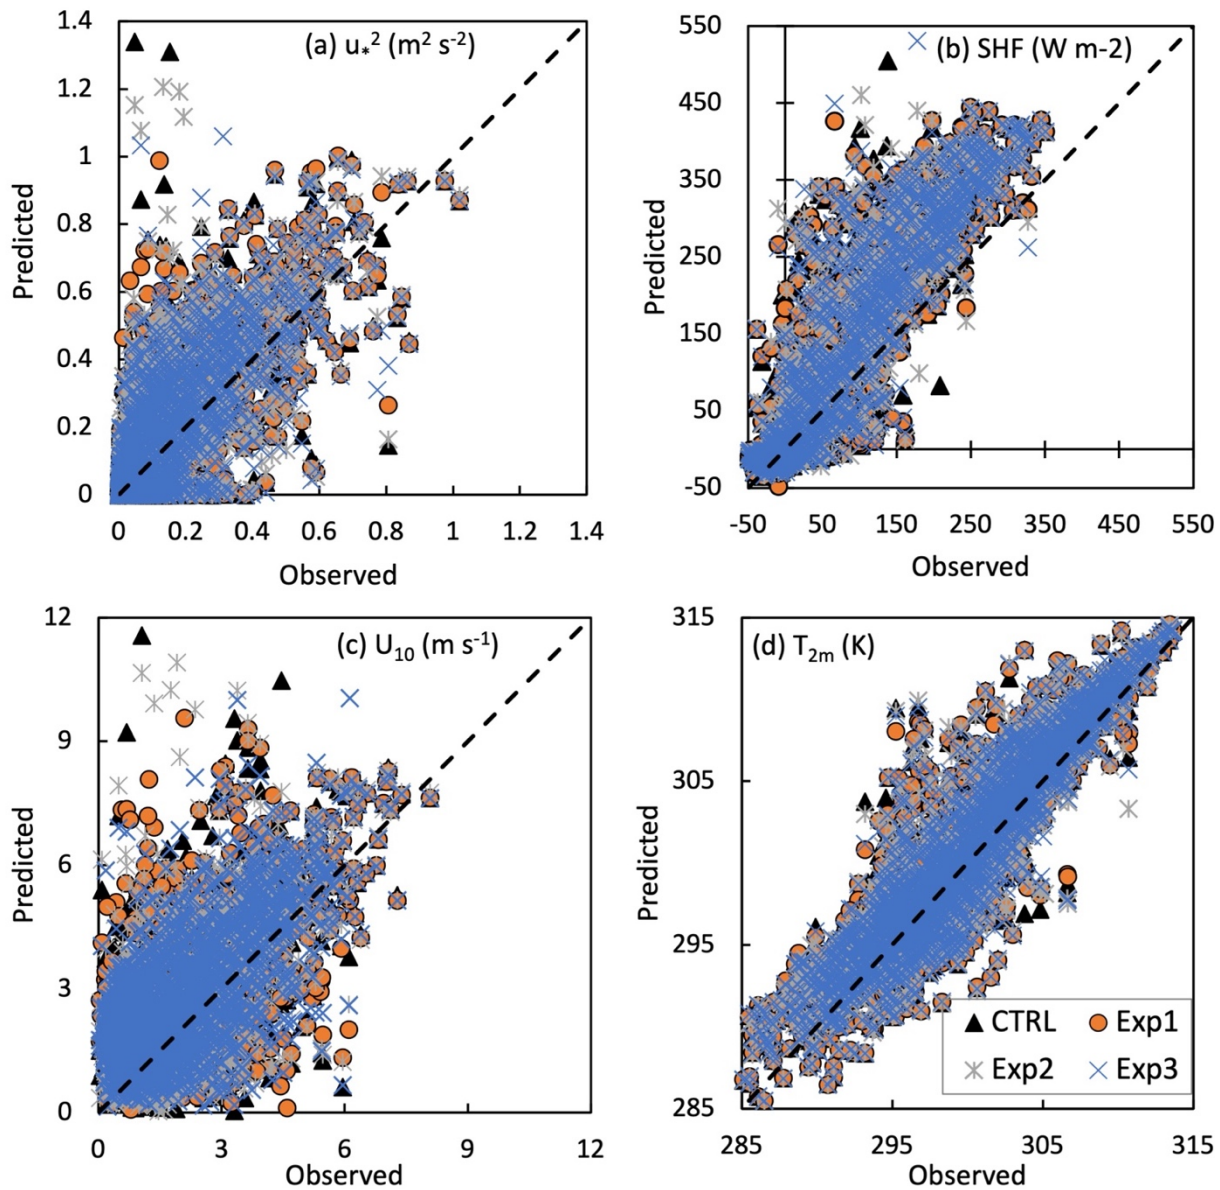 1.4
1.2
1
0.8
0.6
0.4
0.2
0
Predicted
(a) u*² (m² s⁻²)
0 0.2 0.4 0.6 0.8 1 1.2 1.4
Observed
550
450
350
250
150
50
-50
Predicted
(b) SHF (W m-2)
-50 50 150 250 350 450 550
Observed
12
9
6
3
0
Predicted
(c) U₁₀ (m s⁻¹)
0 3 6 9 12
Observed
315
305
295
285
Predicted
(d) T₂ₘ (K)
CTRL Exp1
Exp2 Exp3
285 295 305 315
Observed